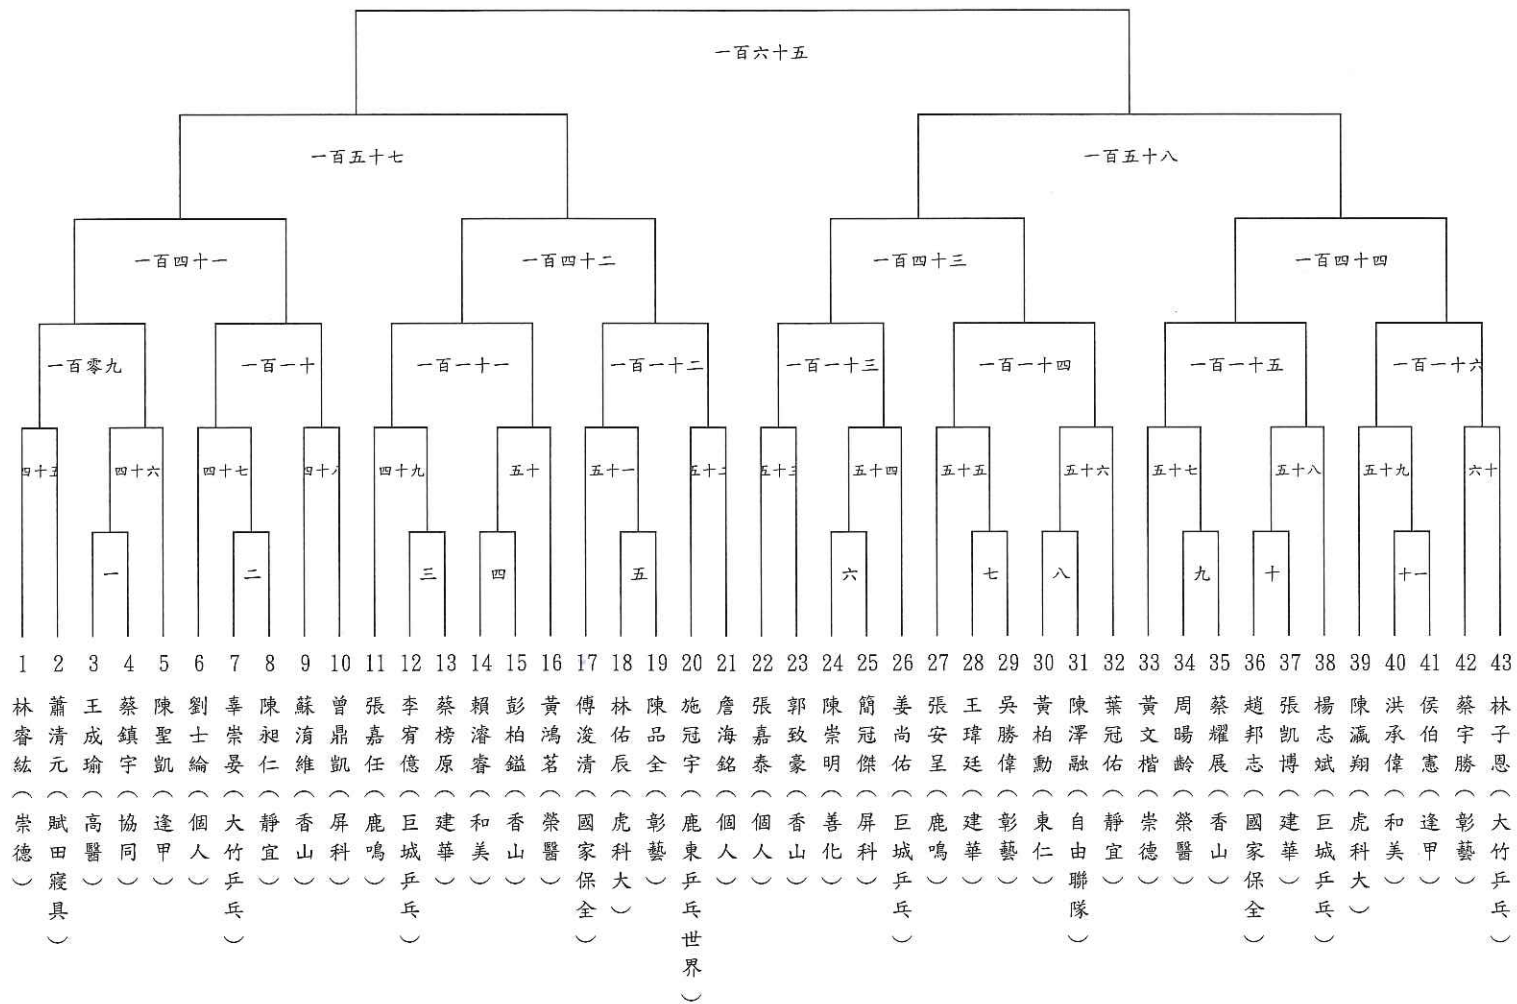 一百六十五
一百五十七
一百五十八
一百四十一
一百四十二
一百四十三
一百四十四
一百零九
一百一十
一百一十一
一百一十二
一百一十三
一百一十四
一百一十五
一百一十六
四十五
四十六
四十七
四十八
四十九
五十
五十一
五十二
五十三
五十四
五十五
五十六
五十七
五十八
五十九
六十
一
二
三
四
五
六
七
八
九
十
十一
1 林睿紘（崇德）
2 蕭清元（賦田寢具）
3 王成瑜（高醫）
4 蔡鎮宇（協同）
5 陳聖凱（逢甲）
6 劉士綸（個人）
7 辜崇晏（大竹乒乓）
8 陳昶仁（靜宜）
9 蘇淯維（香山）
10 曾鼎凱（屏科）
11 張嘉任（鹿鳴）
12 李宥億（巨城乒乓）
13 蔡榜原（建華）
14 賴濬睿（和美）
15 彭柏鎰（香山）
16 黃鴻茗（榮醫）
17 傅浚清（國家保全）
18 林佑辰（虎科大）
19 陳品全（彰藝）
20 施冠宇（鹿東乒乓世界）
21 詹海銘（個人）
22 張嘉泰（個人）
23 郭致豪（香山）
24 陳崇明（善化）
25 簡冠傑（屏科）
26 姜尚佑（巨城乒乓）
27 張安呈（鹿鳴）
28 王瑋廷（建華）
29 吳勝偉（彰藝）
30 黃柏勳（東仁）
31 陳澤融（自由聯隊）
32 葉冠佑（靜宜）
33 黃文楷（崇德）
34 周暘齡（榮醫）
35 蔡耀展（香山）
36 趙邦志（國家保全）
37 張凱博（建華）
38 楊志斌（巨城乒乓）
39 陳瀛翔（虎科大）
40 洪承偉（和美）
41 侯伯憲（逢甲）
42 蔡宇勝（彰藝）
43 林子恩（大竹乒乓）